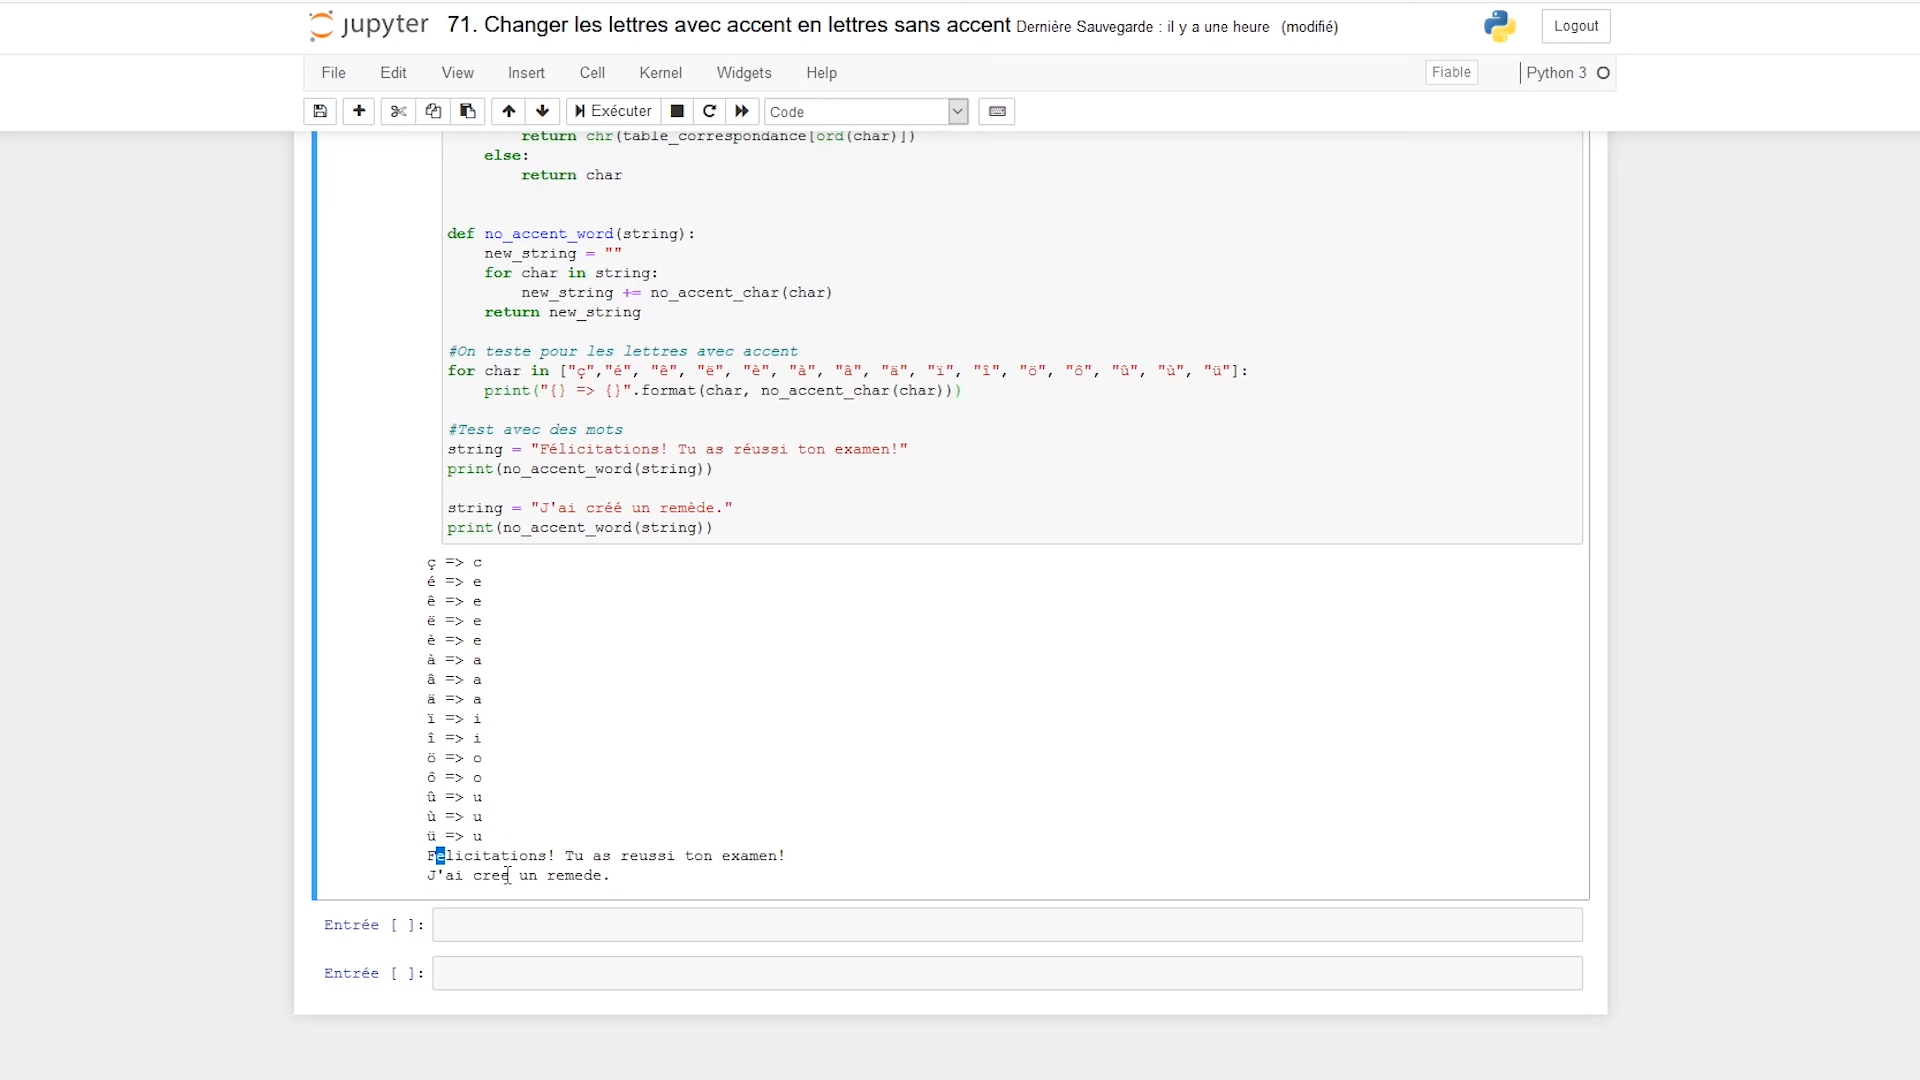 jupyter 71. Changer les lettres avec accent en lettres sans accent Dernière Sauvegarde : il y a une heure (modifié) Logout
File Edit View Insert Cell Kernel Widgets Help Fiable Python 3
Exécuter Code
return chr(table_correspondance[ord(char)])
else:
return char
def no_accent_word(string):
new_string = ""
for char in string:
new_string += no_accent_char(char)
return new_string
#On teste pour les lettres avec accent
for char in ["ç","é", "ê", "ë", "è", "à", "â", "ä", "ï", "î", "ö", "ô", "û", "ù", "ü"]:
print("{} => {}".format(char, no_accent_char(char)))
#Test avec des mots
string = "Félicitations! Tu as réussi ton examen!"
print(no_accent_word(string))
string = "J'ai créé un remède."
print(no_accent_word(string))
ç => c
é => e
ê => e
ë => e
è => e
à => a
â => a
ä => a
ï => i
î => i
ö => o
ô => o
û => u
ù => u
ü => u
Felicitations! Tu as reussi ton examen!
J'ai cree un remede.
Entrée [ ]:
Entrée [ ]: